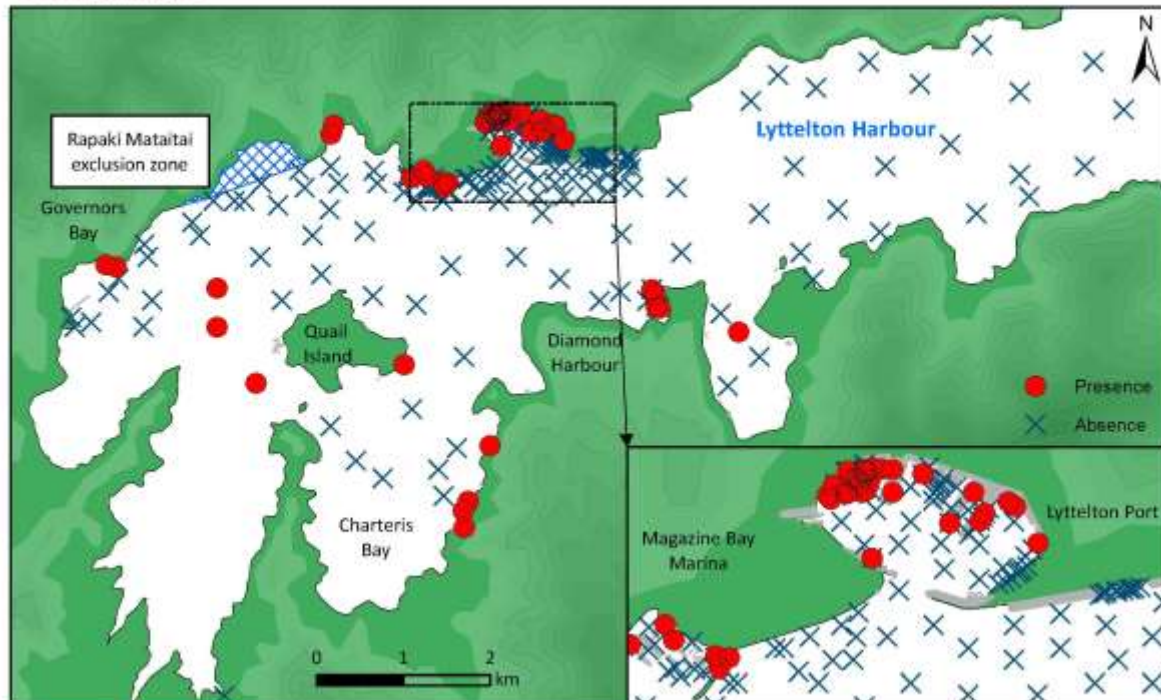 N
Rapaki Mataitai
exclusion zone
Lyttelton Harbour
Governors
Bay
Quail
Island
Diamond
Harbour
Presence
Absence
Charteris
Bay
Magazine Bay
Marina
Lyttelton Port
0 1 2
km